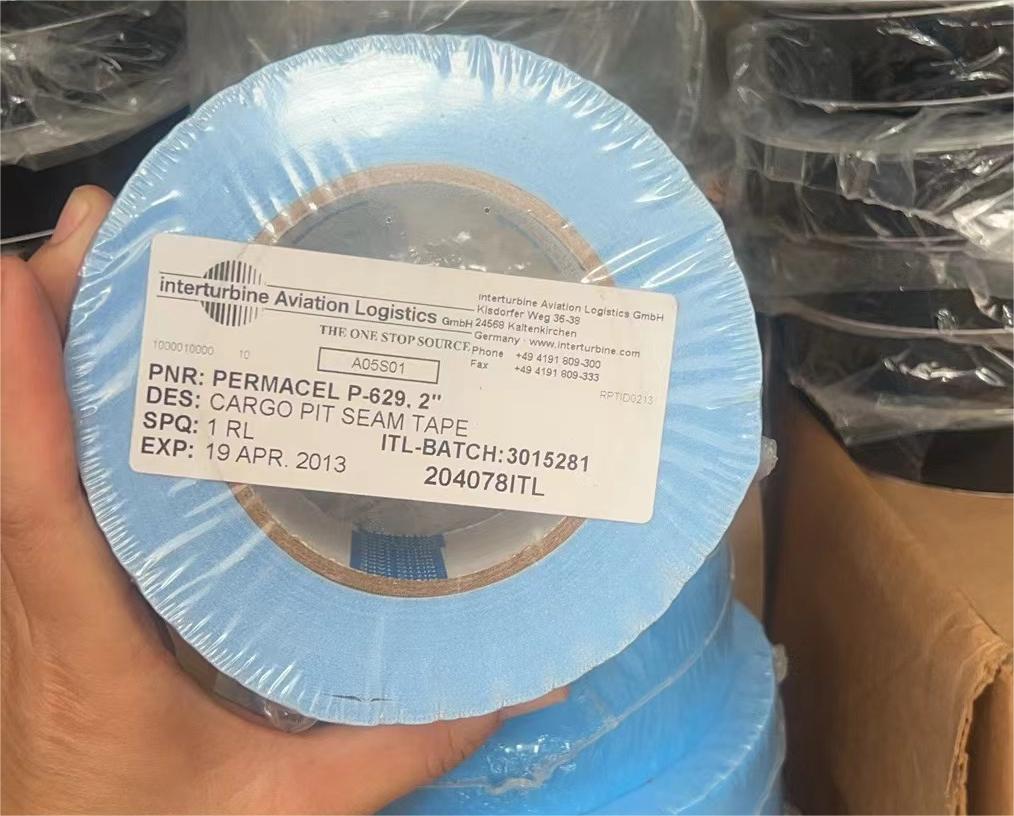 interturbine Aviation Logistics GmbH
THE ONE STOP SOURCE
interturbine Aviation Logistics GmbH
Kisdorfer Weg 36-38
24568 Kaltenkirchen
Germany · www.interturbine.com
Phone +49 4191 809-300
Fax +49 4191 809-333
1000010000 10
A05S01
RPTID0213
PNR: PERMACEL P-629, 2"
DES: CARGO PIT SEAM TAPE
SPQ: 1 RL
ITL-BATCH:3015281
EXP: 19 APR. 2013
204078ITL